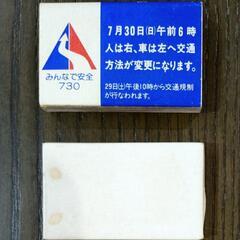 みんなで安全
730
7月30日(日)午前6時
人は右、車は左へ交通
方法が変更になります。
29日(土)午後10時から交通規制
が行なわれます。